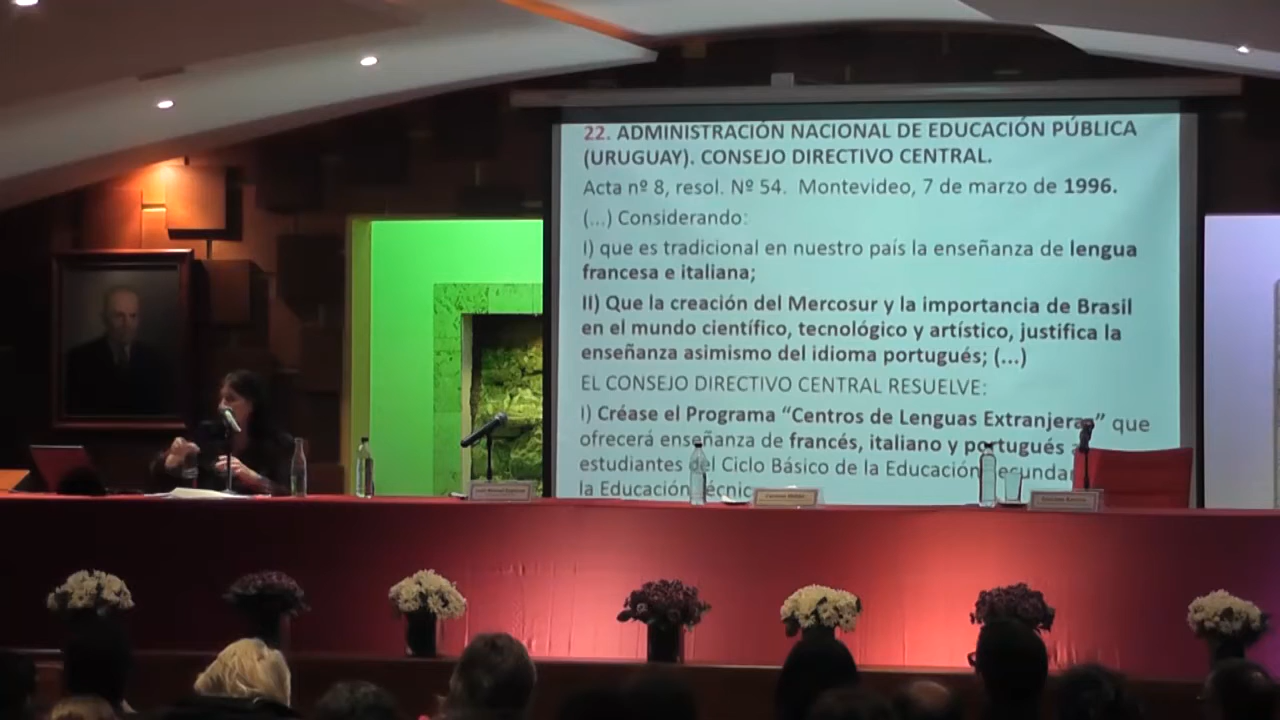 22. ADMINISTRACIÓN NACIONAL DE EDUCACIÓN PÚBLICA
(URUGUAY). CONSEJO DIRECTIVO CENTRAL.
Acta nº 8, resol. Nº 54. Montevideo, 7 de marzo de 1996.
(...) Considerando:
I) que es tradicional en nuestro país la enseñanza de lengua
francesa e italiana;
II) Que la creación del Mercosur y la importancia de Brasil
en el mundo científico, tecnológico y artístico, justifica la
enseñanza asimismo del idioma portugués; (...)
EL CONSEJO DIRECTIVO CENTRAL RESUELVE:
I) Créase el Programa “Centros de Lenguas Extranjeras” que
ofrecerá enseñanza de francés, italiano y portugués
estudiantes del Ciclo Básico de la Educación
la Educación